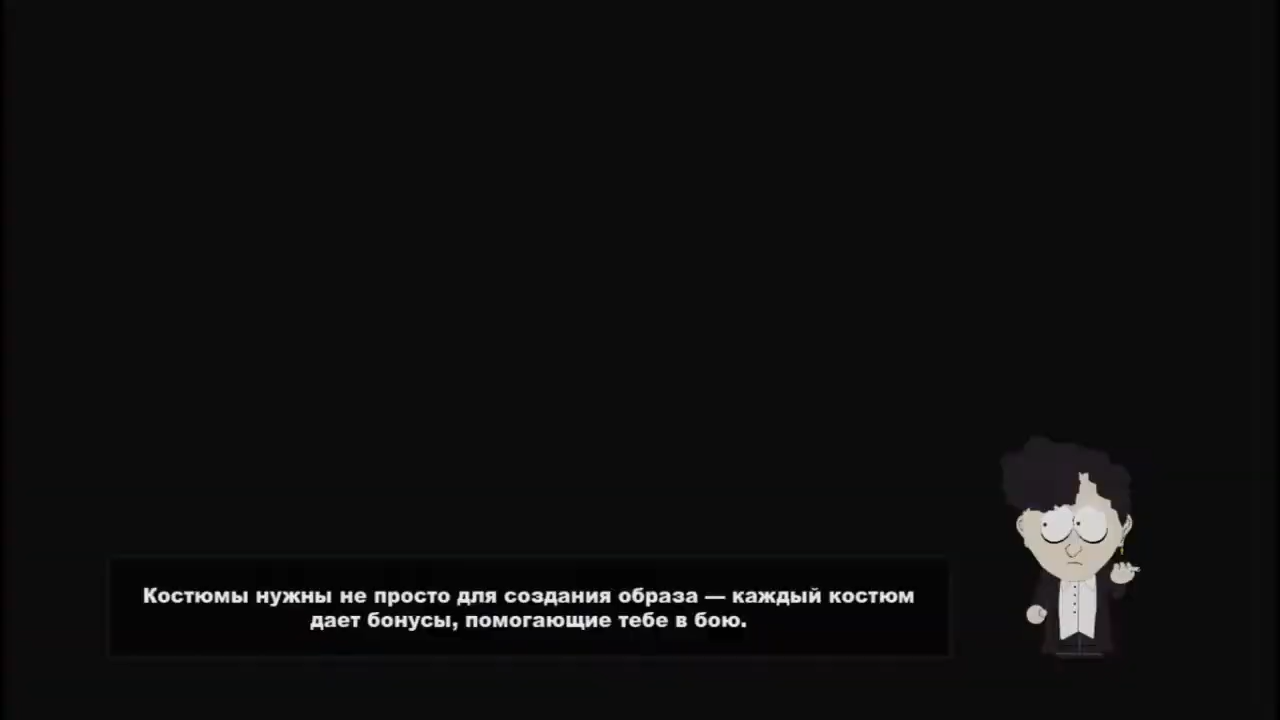 Костюмы нужны не просто для создания образа — каждый костюм
дает бонусы, помогающие тебе в бою.